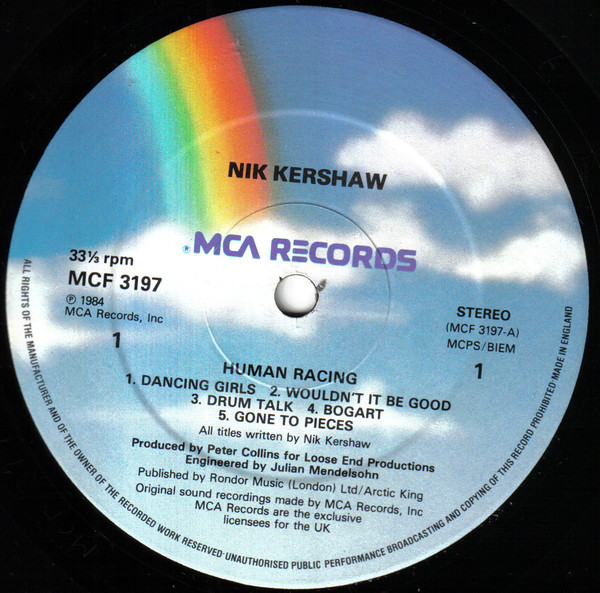 NIK KERSHAW
® MCA RECORDS
33⅓ rpm
MCF 3197
℗ 1984
MCA Records, Inc
1
STEREO
(MCF 3197-A)
MCPS/BIEM
1
HUMAN RACING
1. DANCING GIRLS 2. WOULDN'T IT BE GOOD
3. DRUM TALK 4. BOGART
5. GONE TO PIECES
All titles written by Nik Kershaw
Produced by Peter Collins for Loose End Productions
Engineered by Julian Mendelsohn
Published by Rondor Music (London) Ltd/Arctic King
Original sound recordings made by MCA Records, Inc
MCA Records are the exclusive
licensees for the UK
ALL RIGHTS OF THE MANUFACTURER AND OF THE OWNER OF THE RECORDED WORK RESERVED·UNAUTHORISED PUBLIC PERFORMANCE BROADCASTING AND COPYING OF THIS RECORD PROHIBITED·MADE IN ENGLAND